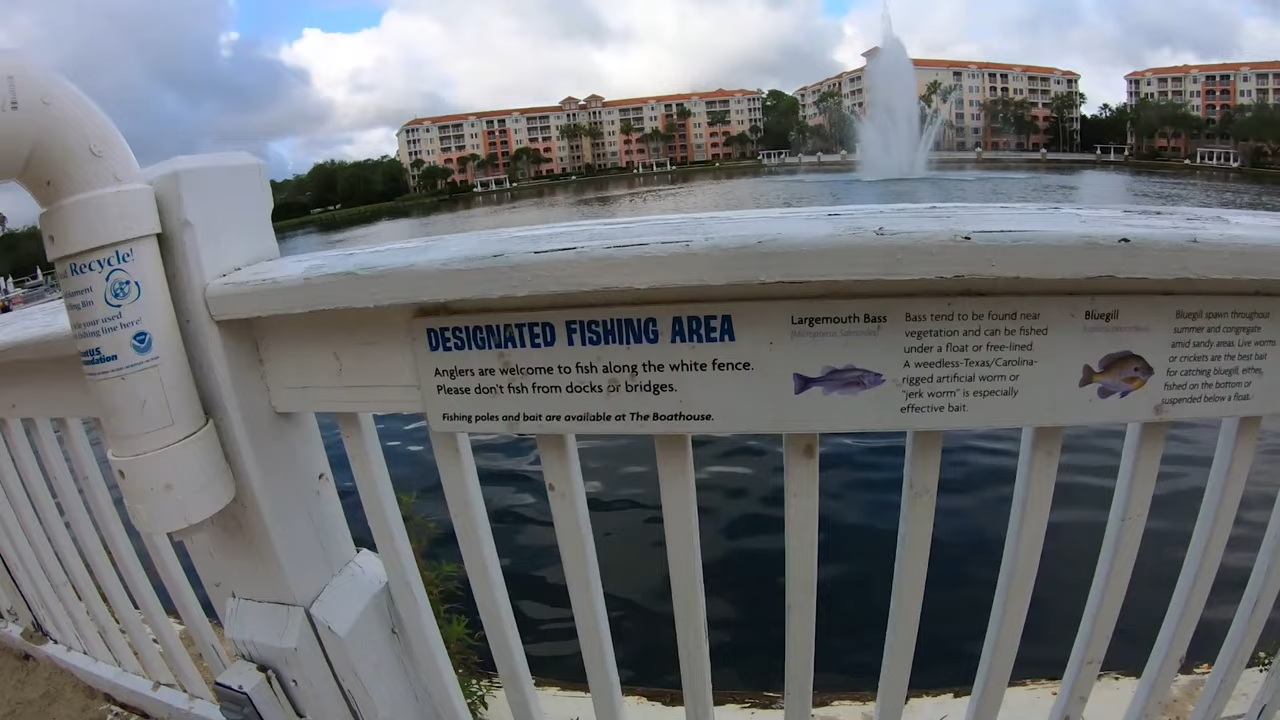 Recycle!
your used
fishing line here!
DESIGNATED FISHING AREA
Anglers are welcome to fish along the white fence.
Please don't fish from docks or bridges.
Fishing poles and bait are available at The Boathouse.
Largemouth Bass
Bass tend to be found near
vegetation and can be fished
under a float or free-lined.
A weedless-Texas/Carolina-
rigged artificial worm or
"jerk worm" is especially
effective bait.
Bluegill
Bluegill spawn throughout
summer and congregate
amid sandy areas. Live worms
or crickets are the best bait
for catching bluegill, either
fished on the bottom or
suspended below a float.